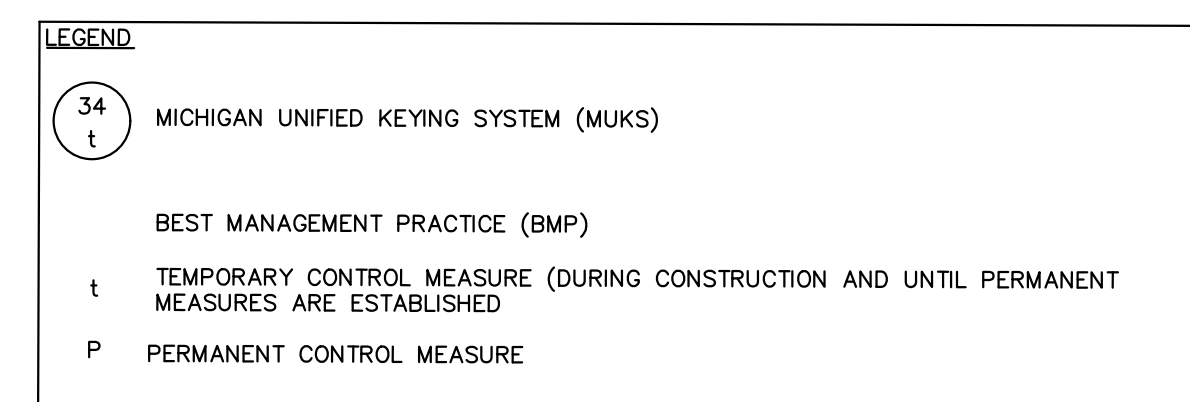 LEGEND
34
t
MICHIGAN UNIFIED KEYING SYSTEM (MUKS)
BEST MANAGEMENT PRACTICE (BMP)
t TEMPORARY CONTROL MEASURE (DURING CONSTRUCTION AND UNTIL PERMANENT
MEASURES ARE ESTABLISHED
P PERMANENT CONTROL MEASURE